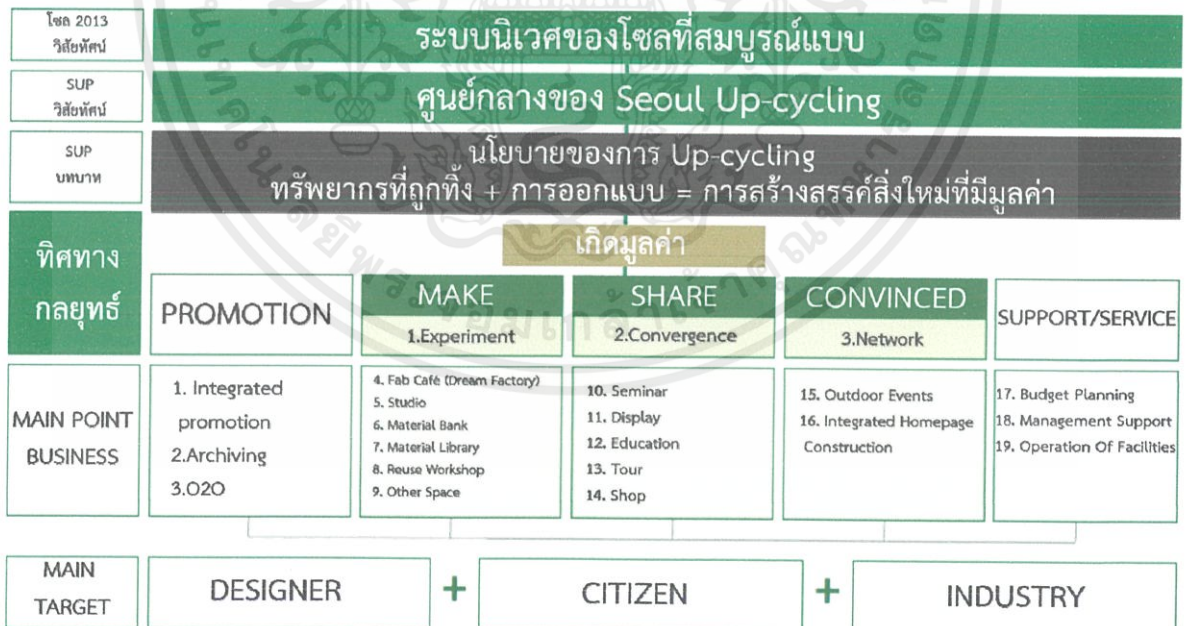 โซล 2013
วิสัยทัศน์
ระบบนิเวศของโซลที่สมบูรณ์แบบ
SUP
วิสัยทัศน์
ศูนย์กลางของ Seoul Up-cycling
SUP
บทบาท
นโยบายของการ Up-cycling
ทรัพยากรที่ถูกทิ้ง + การออกแบบ = การสร้างสรรค์สิ่งใหม่ที่มีมูลค่า
เกิดมูลค่า
ทิศทาง
กลยุทธ์
PROMOTION
MAKE
1.Experiment
SHARE
2.Convergence
CONVINCED
3.Network
SUPPORT/SERVICE
MAIN POINT
BUSINESS
1. Integrated
promotion
2.Archiving
3.O2O
4. Fab Café (Dream Factory)
5. Studio
6. Material Bank
7. Material Library
8. Reuse Workshop
9. Other Space
10. Seminar
11. Display
12. Education
13. Tour
14. Shop
15. Outdoor Events
16. Integrated Homepage
Construction
17. Budget Planning
18. Management Support
19. Operation Of Facilities
MAIN
TARGET
DESIGNER
+
CITIZEN
+
INDUSTRY